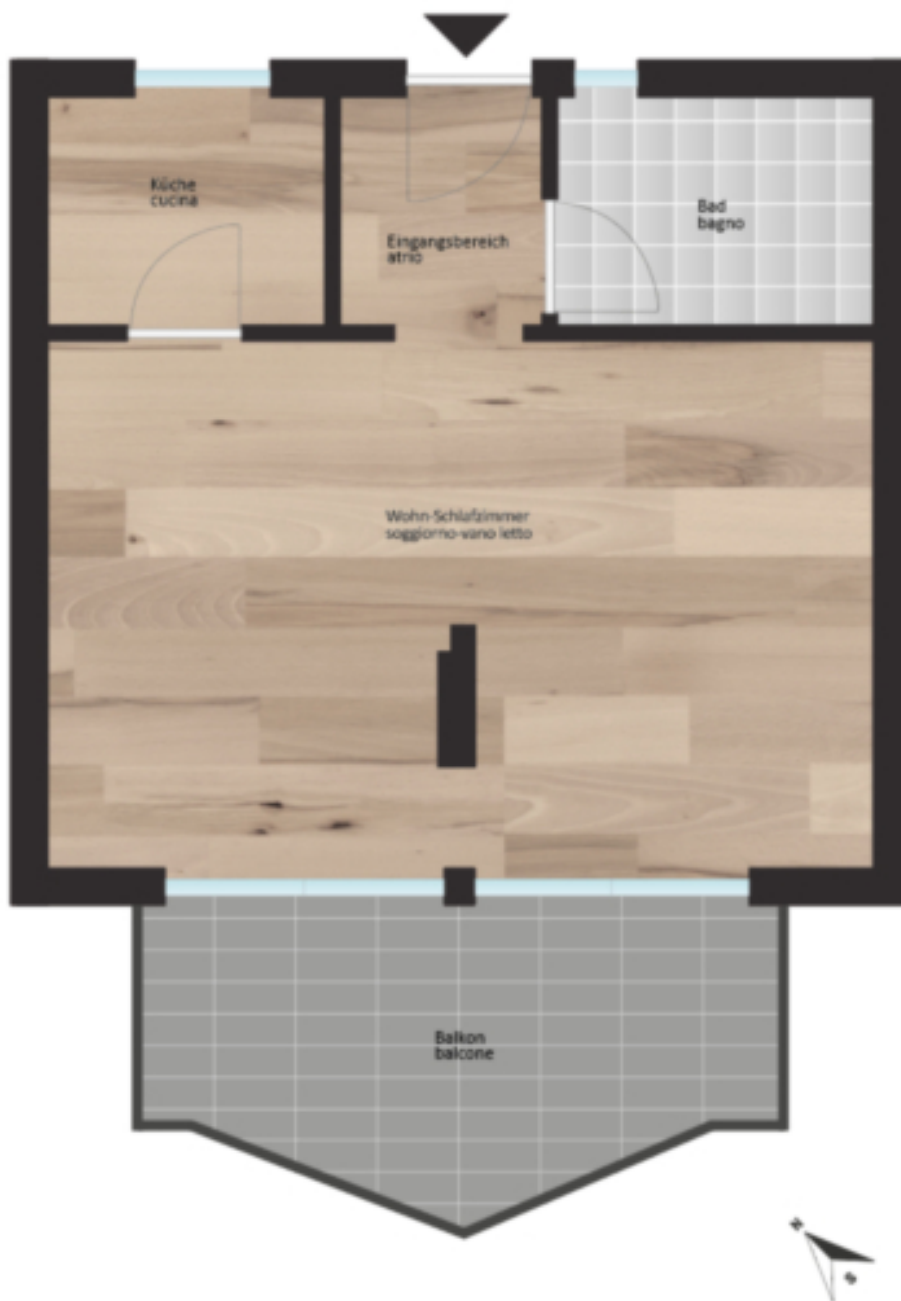 Küche
cucina
Bad
bagno
Eingangsbereich
atrio
Wohn-Schlafzimmer
soggiorno-vano letto
Balkon
balcone
N
S